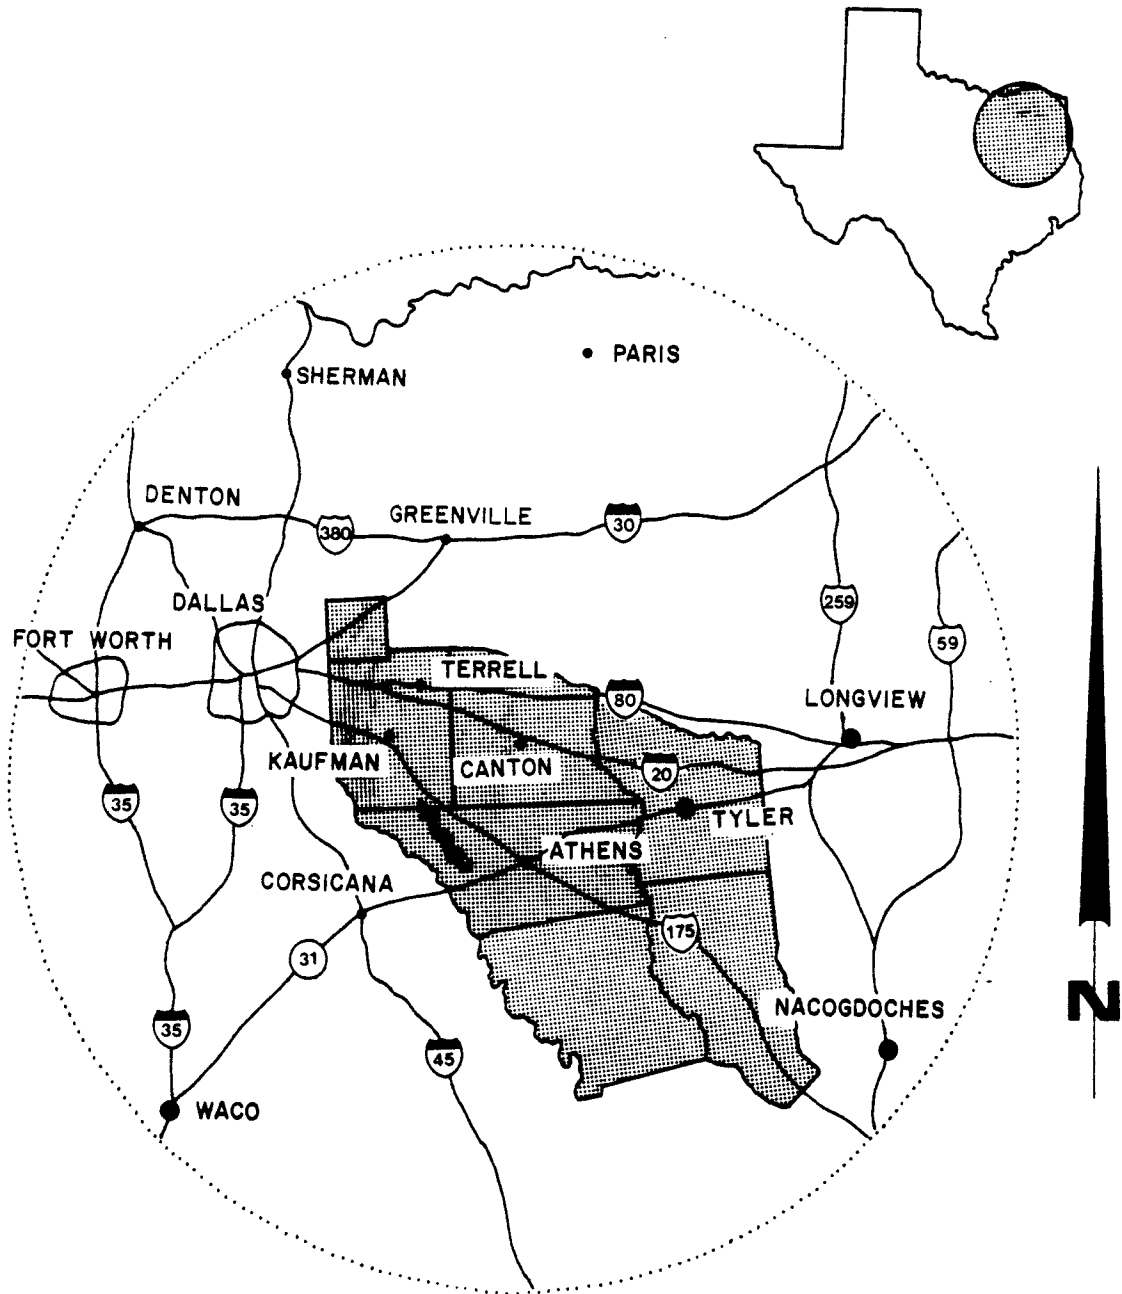 PARIS
SHERMAN
DENTON
GREENVILLE
380
30
DALLAS
259
FORT WORTH
59
TERRELL
80
LONGVIEW
KAUFMAN
CANTON
20
35
35
TYLER
ATHENS
CORSICANA
175
31
NACOGDOCHES
35
45
N
WACO